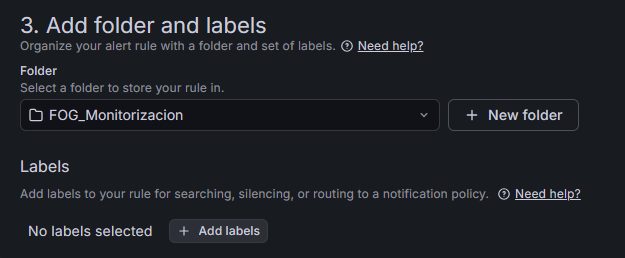 3. Add folder and labels
Organize your alert rule with a folder and set of labels. Need help?
Folder
Select a folder to store your rule in.
FOG_Monitorizacion
New folder
Labels
Add labels to your rule for searching, silencing, or routing to a notification policy. Need help?
No labels selected
Add labels